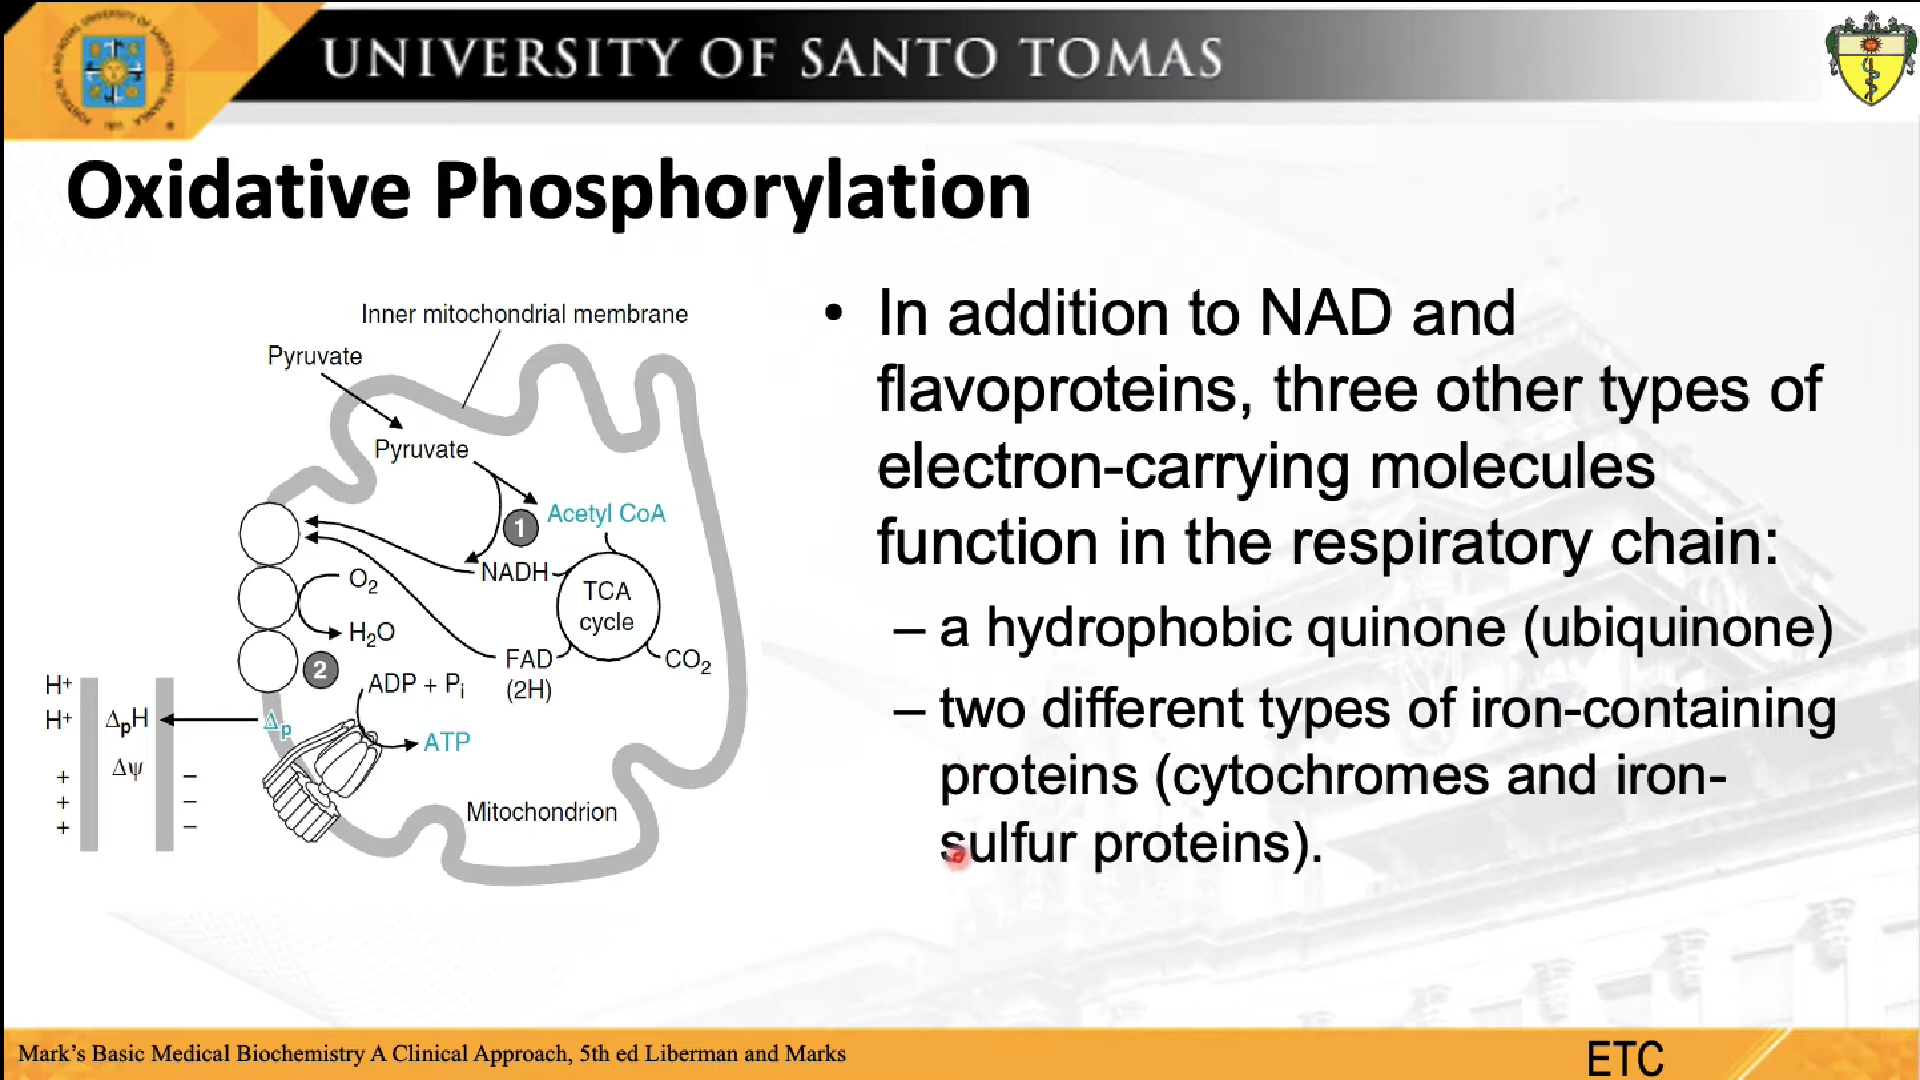 UNIVERSITY OF SANTO TOMAS
Oxidative Phosphorylation
Inner mitochondrial membrane
Pyruvate
Pyruvate
1
Acetyl CoA
NADH
TCA
cycle
O₂
H₂O
FAD
(2H)
CO₂
2
ADP + Pᵢ
ATP
H⁺
H⁺
ΔₚH
Δₚ
Δψ
+ −
+ −
+ −
Mitochondrion
• In addition to NAD and
flavoproteins, three other types of
electron-carrying molecules
function in the respiratory chain:
– a hydrophobic quinone (ubiquinone)
– two different types of iron-containing
proteins (cytochromes and iron-
sulfur proteins).
Mark’s Basic Medical Biochemistry A Clinical Approach, 5th ed Liberman and Marks
ETC